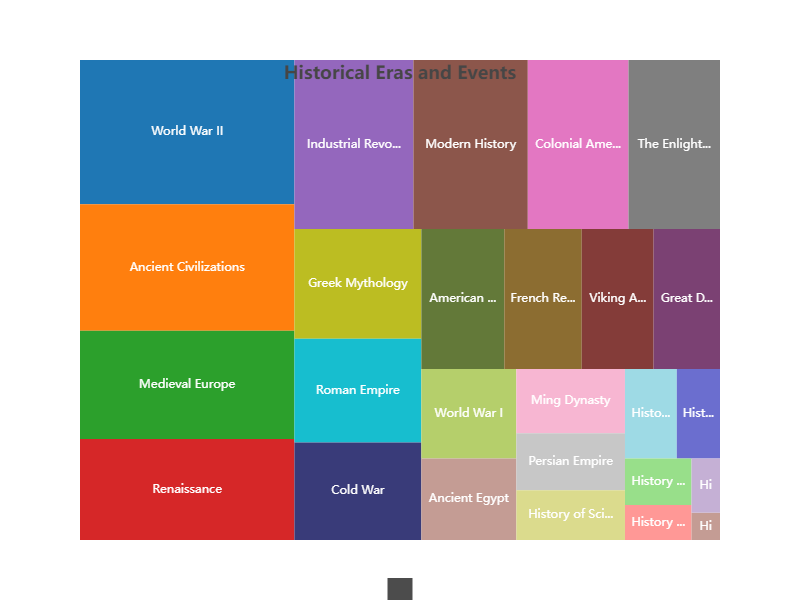 Historical Eras and Events
World War II
Industrial Revo...
Modern History
Colonial Ame...
The Enlight...
Ancient Civilizations
Greek Mythology
American ...
French Re...
Viking A...
Great D...
Medieval Europe
Roman Empire
World War I
Ming Dynasty
Histo...
Hist...
Persian Empire
Renaissance
Cold War
Ancient Egypt
History of Sci...
History ...
Hi
History ...
Hi